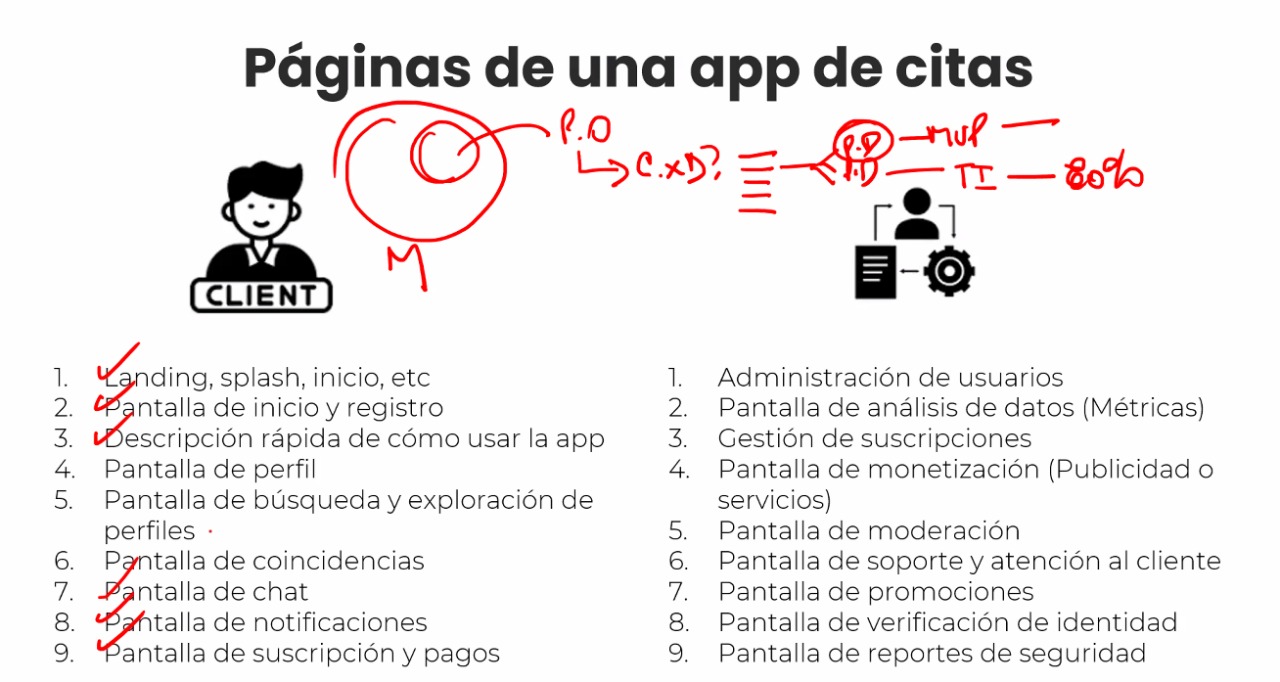 Páginas de una app de citas
P.D
C.xD?
P.D
MVP
P.D
TI
80%
M
CLIENT
1. Landing, splash, inicio, etc
2. Pantalla de inicio y registro
3. Descripción rápida de cómo usar la app
4. Pantalla de perfil
5. Pantalla de búsqueda y exploración de
perfiles
6. Pantalla de coincidencias
7. Pantalla de chat
8. Pantalla de notificaciones
9. Pantalla de suscripción y pagos
1. Administración de usuarios
2. Pantalla de análisis de datos (Métricas)
3. Gestión de suscripciones
4. Pantalla de monetización (Publicidad o
servicios)
5. Pantalla de moderación
6. Pantalla de soporte y atención al cliente
7. Pantalla de promociones
8. Pantalla de verificación de identidad
9. Pantalla de reportes de seguridad